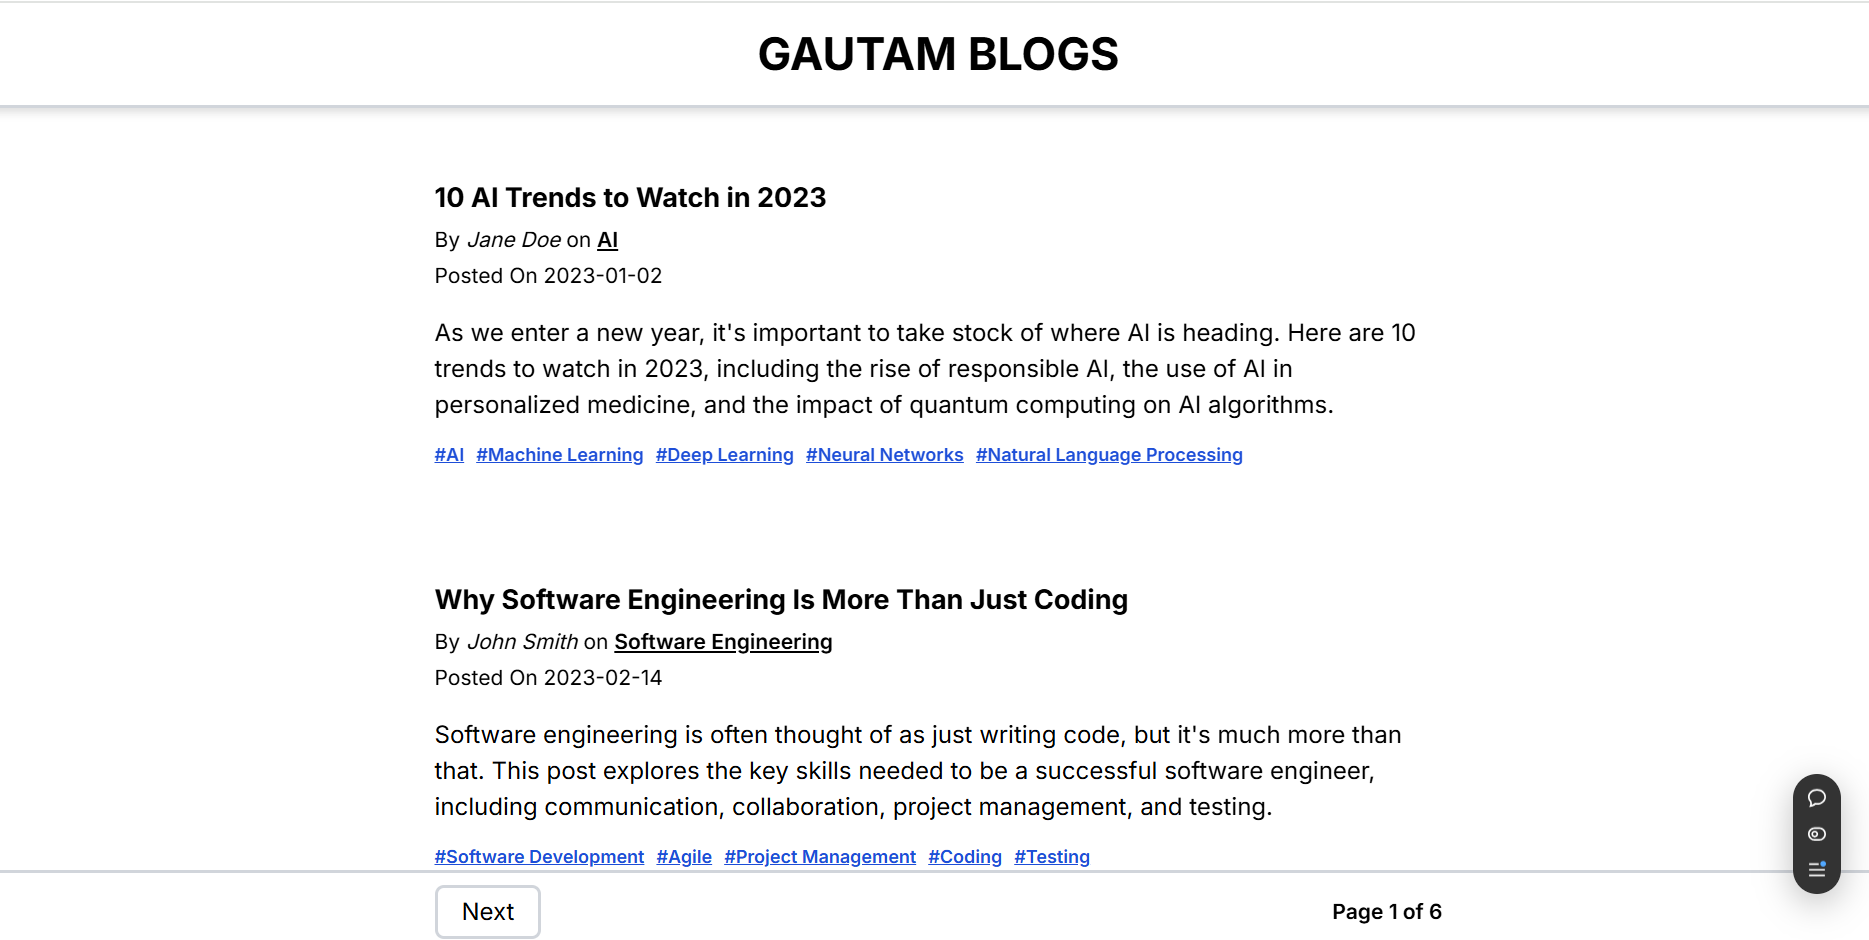 GAUTAM BLOGS
10 AI Trends to Watch in 2023
By Jane Doe on AI
Posted On 2023-01-02
As we enter a new year, it's important to take stock of where AI is heading. Here are 10
trends to watch in 2023, including the rise of responsible AI, the use of AI in
personalized medicine, and the impact of quantum computing on AI algorithms.
#AI #Machine Learning #Deep Learning #Neural Networks #Natural Language Processing
Why Software Engineering Is More Than Just Coding
By John Smith on Software Engineering
Posted On 2023-02-14
Software engineering is often thought of as just writing code, but it's much more than
that. This post explores the key skills needed to be a successful software engineer,
including communication, collaboration, project management, and testing.
#Software Development #Agile #Project Management #Coding #Testing
Next Page 1 of 6